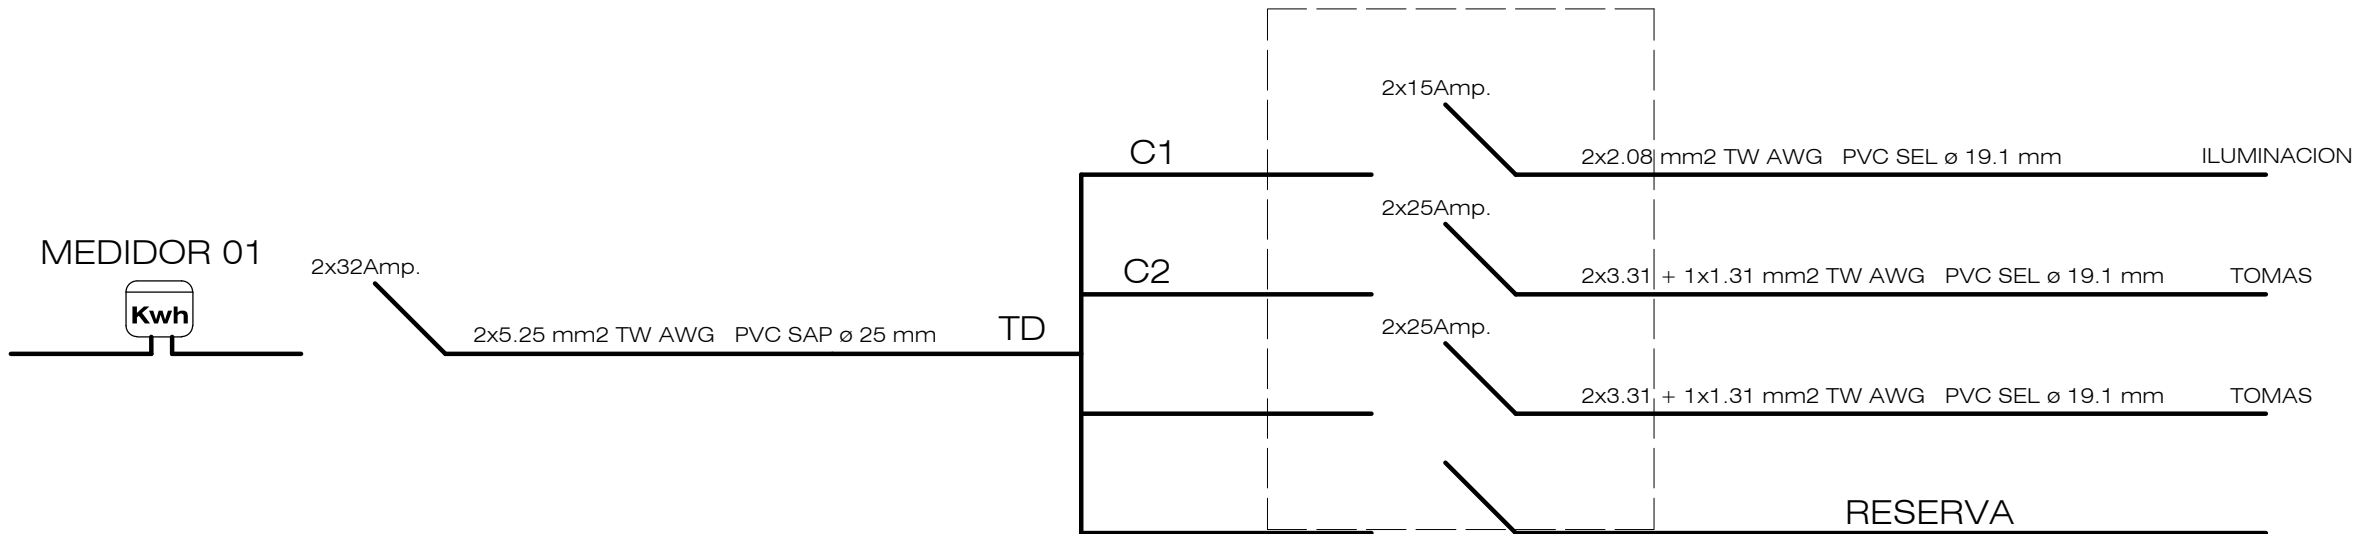 2x15Amp.
C1
2x2.08 mm2 TW AWG PVC SEL ø 19.1 mm ILUMINACION
2x25Amp.
MEDIDOR 01
2x32Amp.
C2
2x3.31 + 1x1.31 mm2 TW AWG PVC SEL ø 19.1 mm TOMAS
Kwh
2x5.25 mm2 TW AWG PVC SAP ø 25 mm
TD
2x25Amp.
2x3.31 + 1x1.31 mm2 TW AWG PVC SEL ø 19.1 mm TOMAS
RESERVA